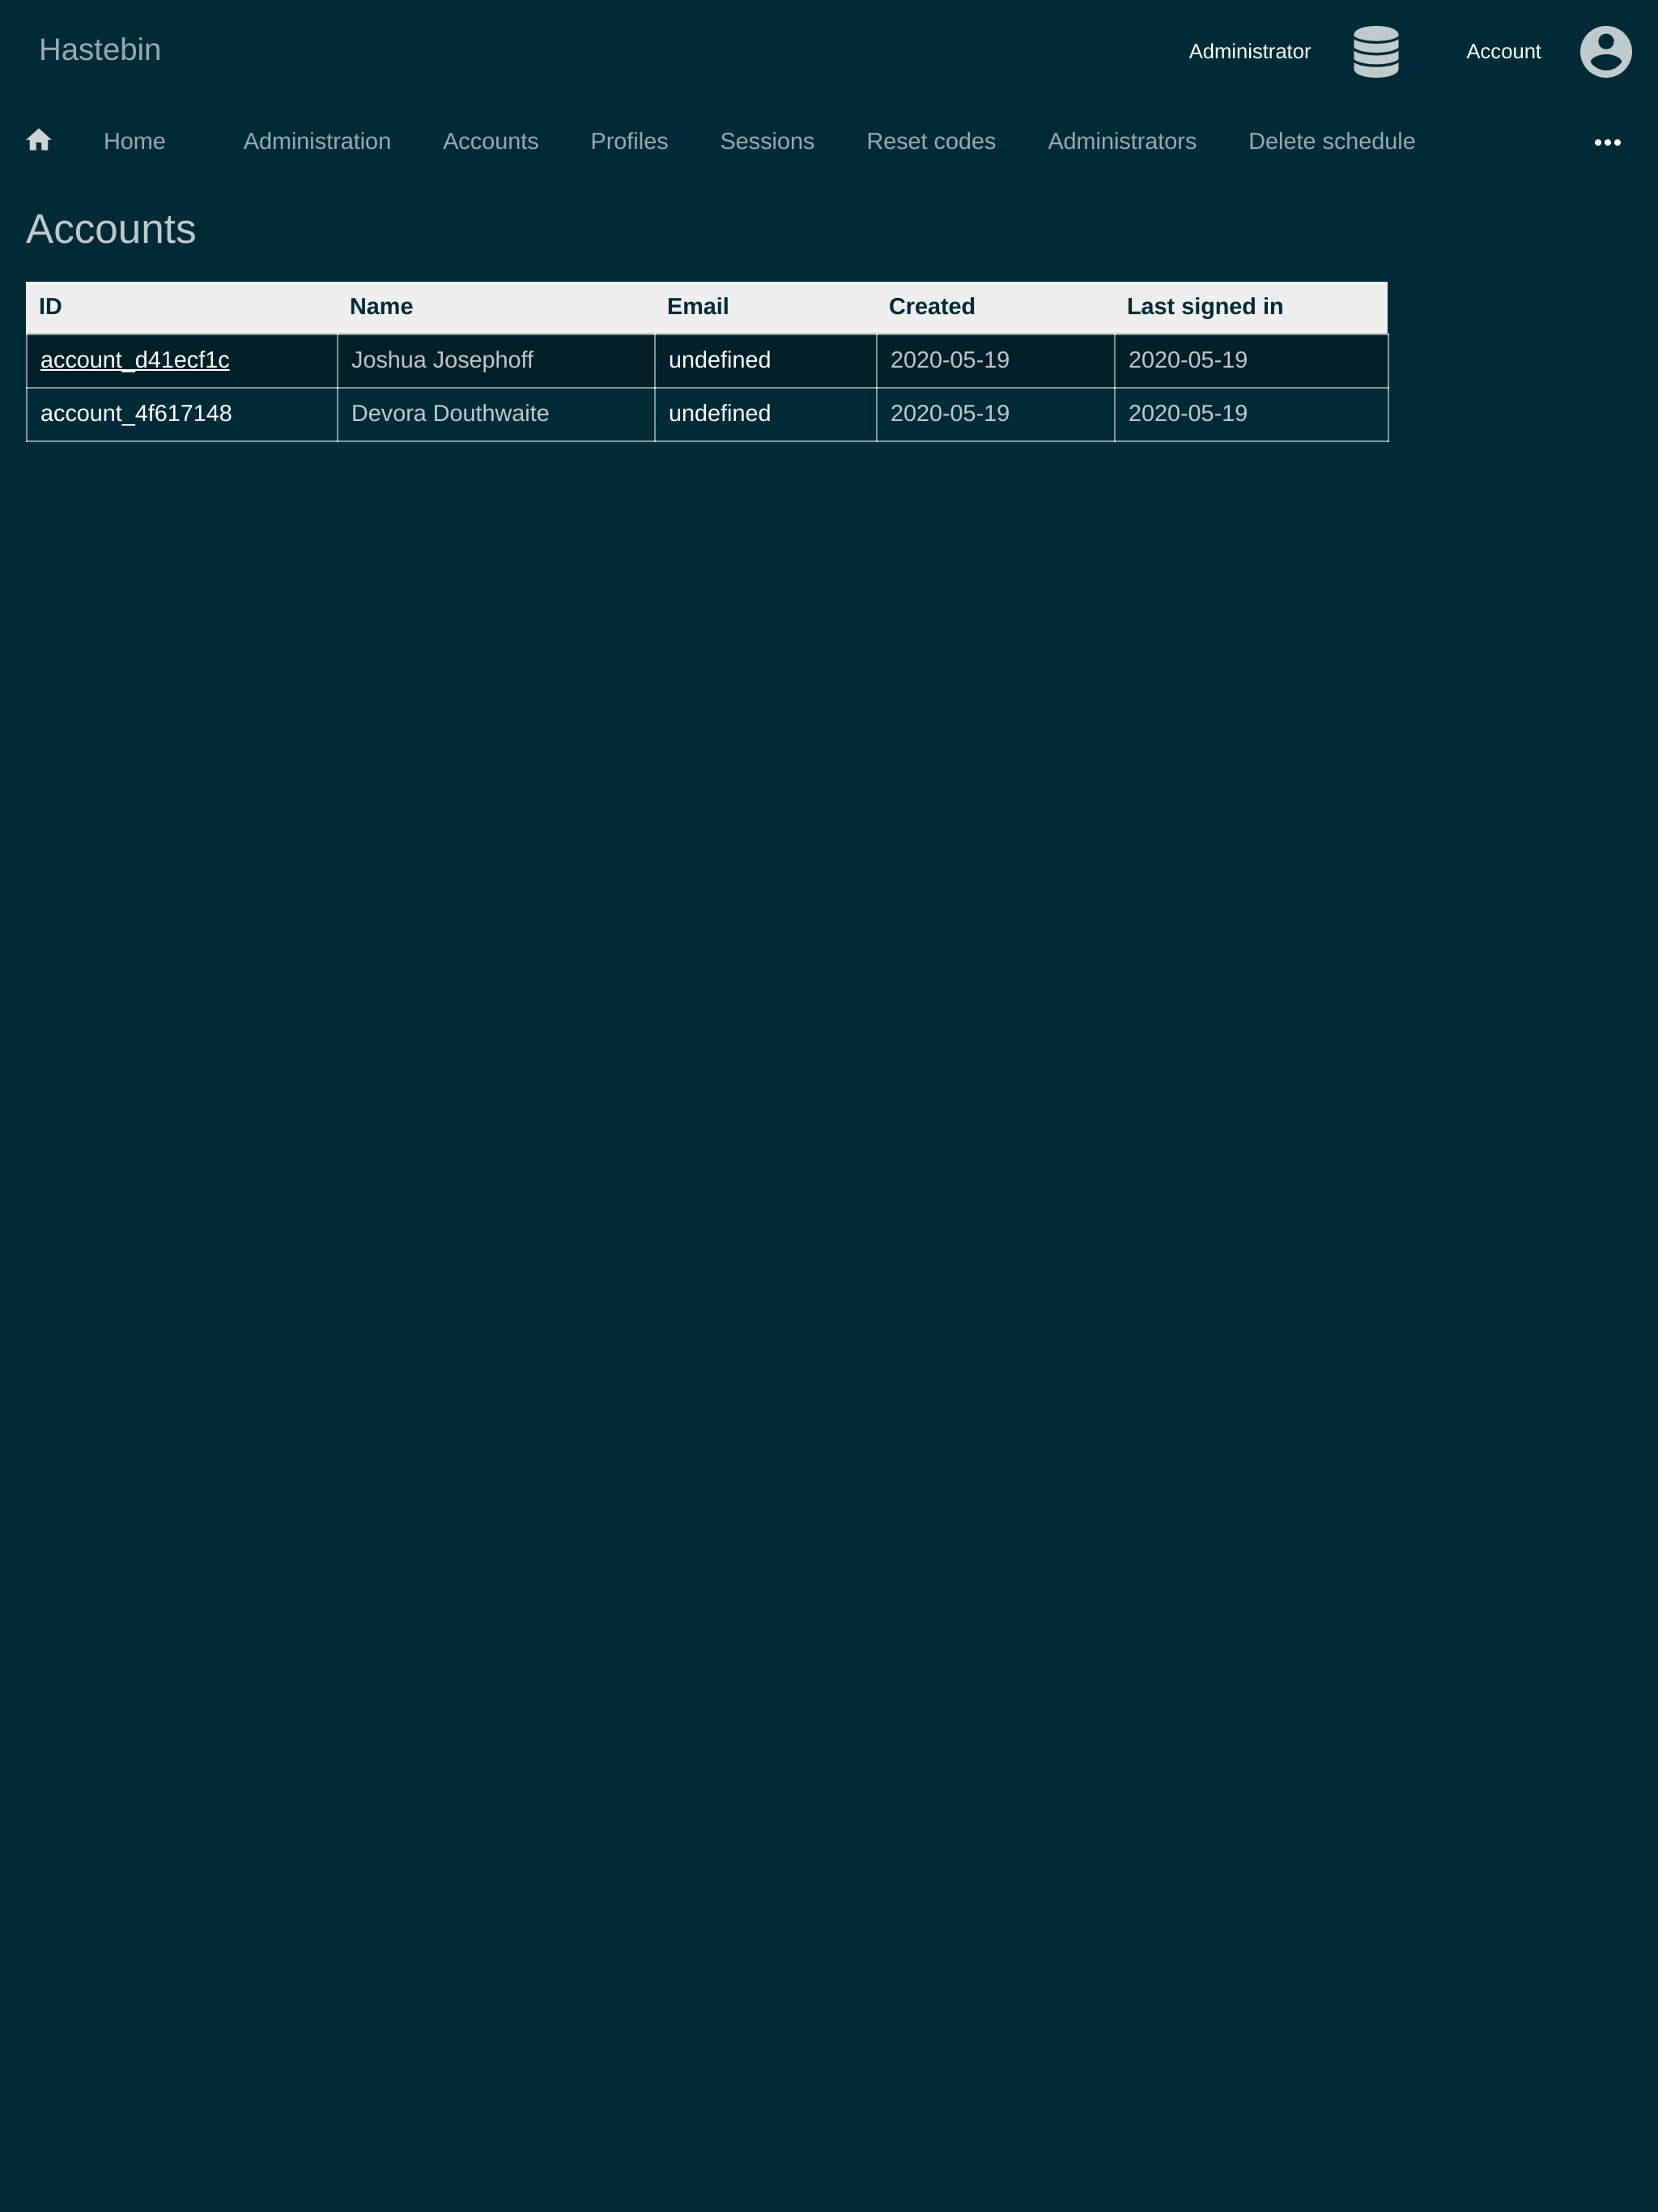 Hastebin Administrator Account
Home Administration Accounts Profiles Sessions Reset codes Administrators Delete schedule •••
Accounts
ID Name Email Created Last signed in
account_d41ecf1c Joshua Josephoff undefined 2020-05-19 2020-05-19
account_4f617148 Devora Douthwaite undefined 2020-05-19 2020-05-19